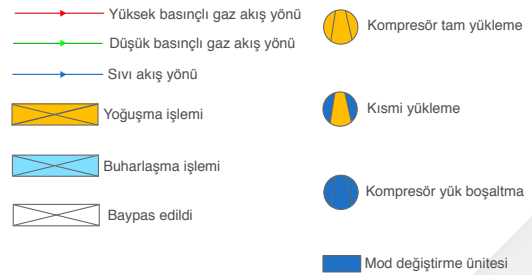 Yüksek basınçlı gaz akış yönü
Düşük basınçlı gaz akış yönü
Sıvı akış yönü
Yoğuşma işlemi
Buharlaşma işlemi
Baypas edildi
Kompresör tam yükleme
Kısmi yükleme
Kompresör yük boşaltma
Mod değiştirme ünitesi